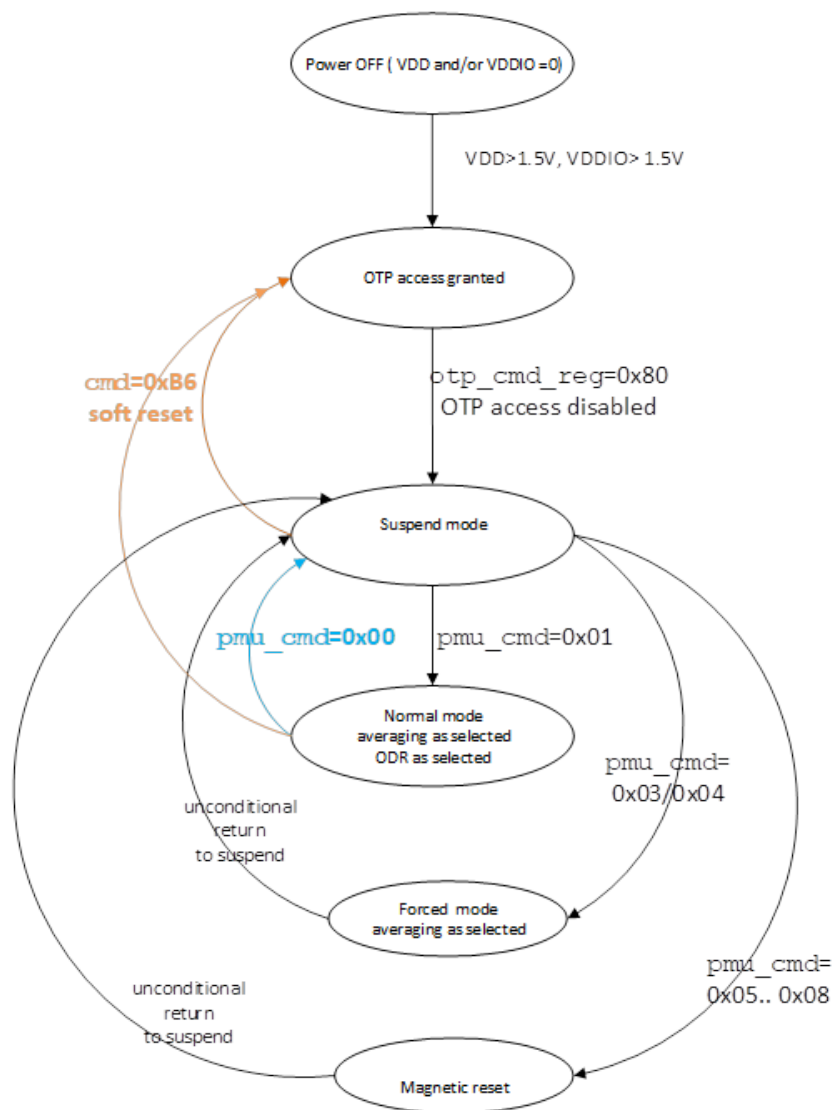 Power OFF ( VDD and/or VDDIO =0)
VDD>1.5V, VDDIO> 1.5V
OTP access granted
cmd=0xB6
soft reset
otp_cmd_reg=0x80
OTP access disabled
Suspend mode
pmu_cmd=0x00
pmu_cmd=0x01
Normal mode
averaging as selected
ODR as selected
pmu_cmd=
0x03/0x04
unconditional
return
to suspend
Forced mode
averaging as selected
pmu_cmd=
0x05.. 0x08
unconditional
return
to suspend
Magnetic reset